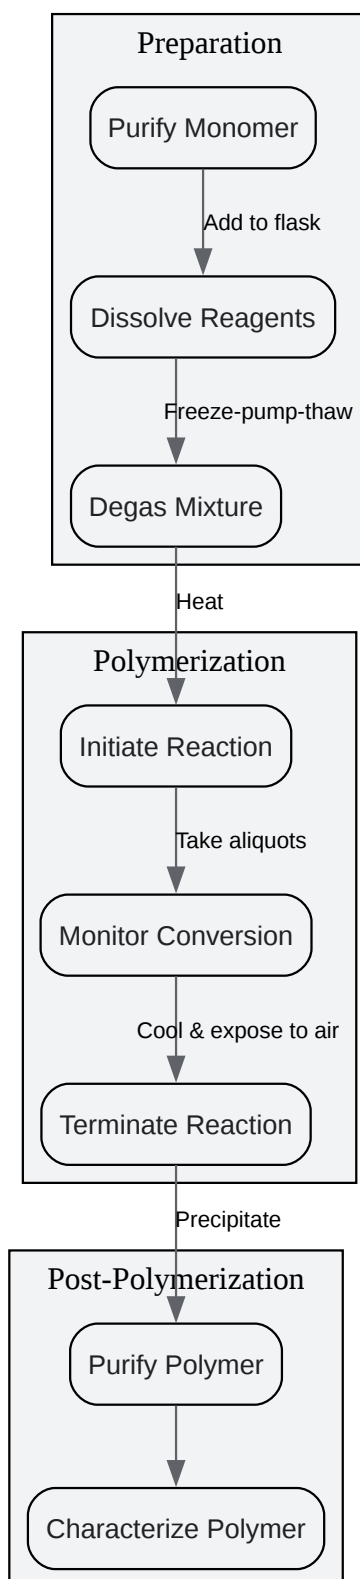 Preparation
Purify Monomer
Add to flask
Dissolve Reagents
Freeze-pump-thaw
Degas Mixture
Heat
Polymerization
Initiate Reaction
Take aliquots
Monitor Conversion
Cool & expose to air
Terminate Reaction
Precipitate
Post-Polymerization
Purify Polymer
Characterize Polymer